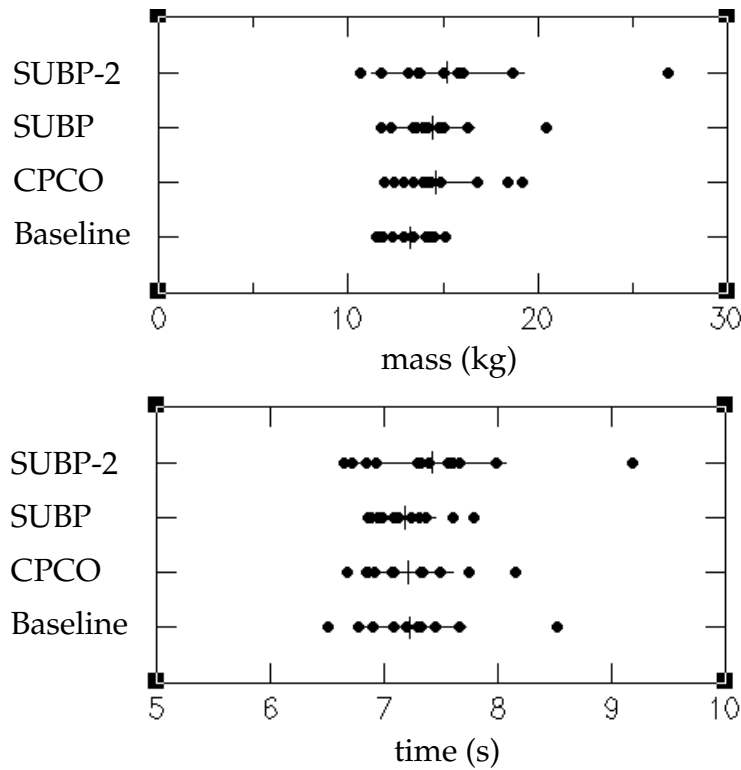 SUBP-2
SUBP
CPCO
Baseline
0 10 20 30
mass (kg)
SUBP-2
SUBP
CPCO
Baseline
5 6 7 8 9 10
time (s)